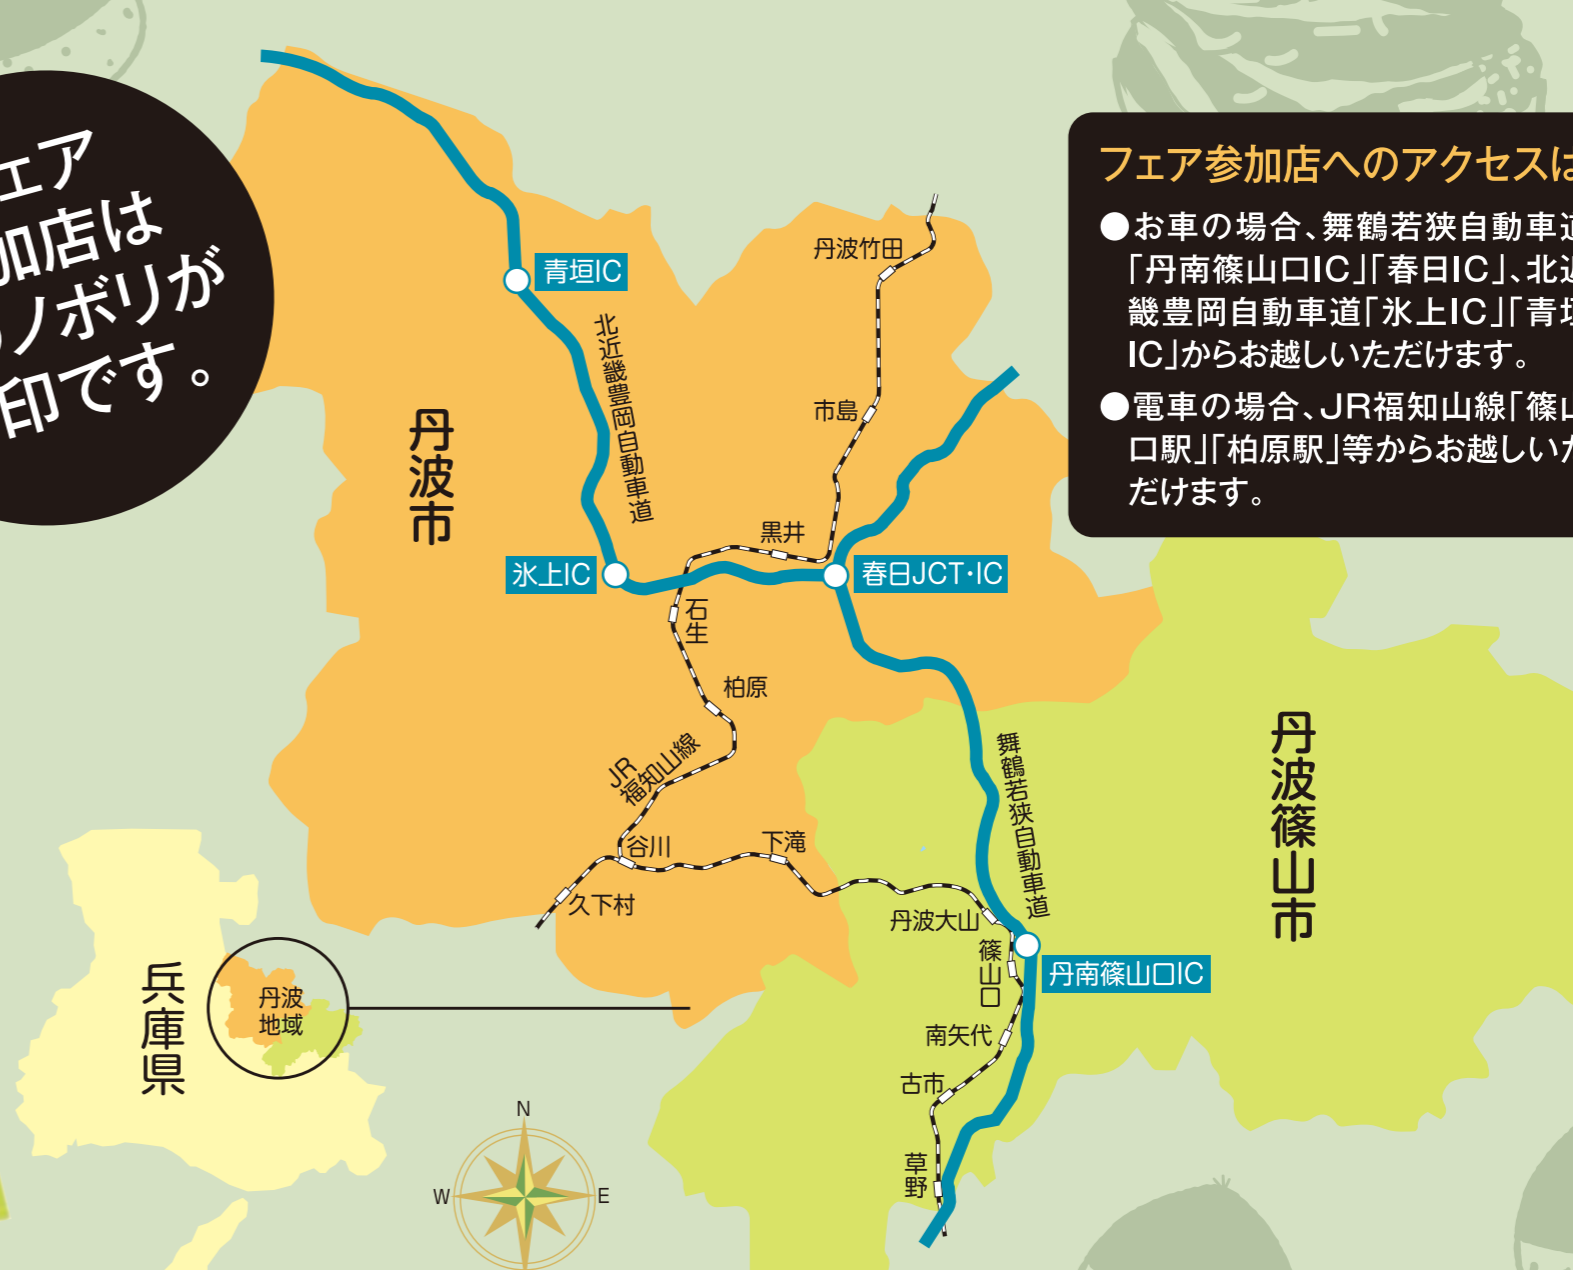 ェア
加店は
ノボリが
印です。
フェア参加店へのアクセスは
●お車の場合、舞鶴若狭自動車道
「丹南篠山口IC」「春日IC」、北近
畿豊岡自動車道「氷上IC」「青垣
IC」からお越しいただけます。
●電車の場合、JR福知山線「篠山
口駅」「柏原駅」等からお越しいた
だけます。
丹波竹田
青垣IC
北近畿豊岡自動車道
市島
丹波市
黒井
氷上IC
春日JCT・IC
石生
柏原
JR
福知山線
舞鶴若狭自動車道
丹波篠山市
谷川
下滝
久下村
丹波大山
篠山口
丹南篠山口IC
兵庫県
丹波
地域
南矢代
古市
草野
N
W
E